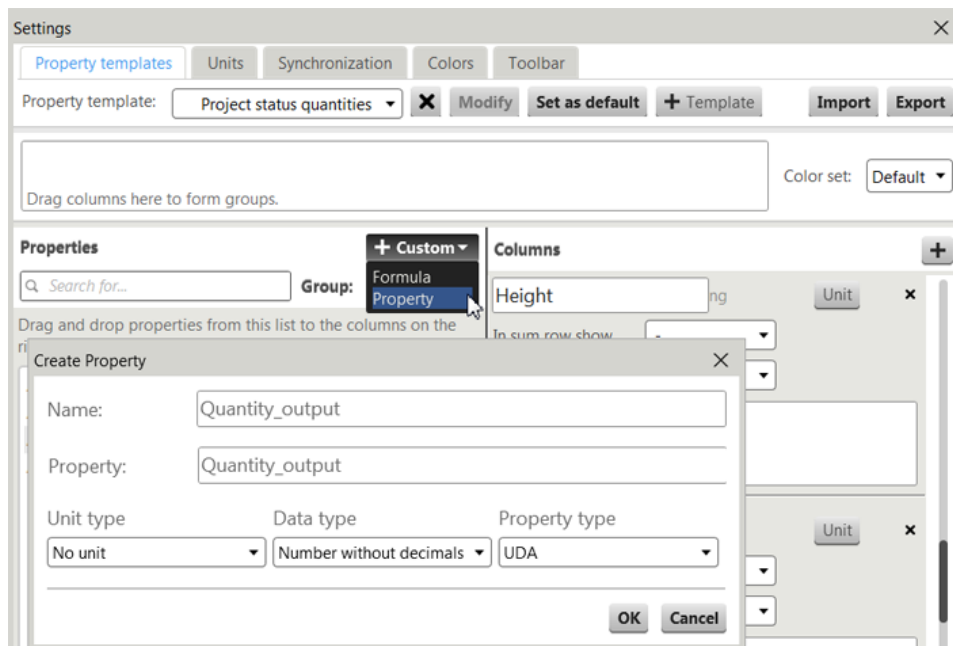 Settings
Property templates Units Synchronization Colors Toolbar
Property template: Project status quantities Modify Set as default + Template Import Export
Drag columns here to form groups.
Color set: Default
Properties + Custom Columns +
Search for... Group: Formula
Property
Height Unit
Drag and drop properties from this list to the columns on the
In sum row show -
Create Property
Name: Quantity_output
Property: Quantity_output
Unit type Data type Property type
No unit Number without decimals UDA
Unit
OK Cancel